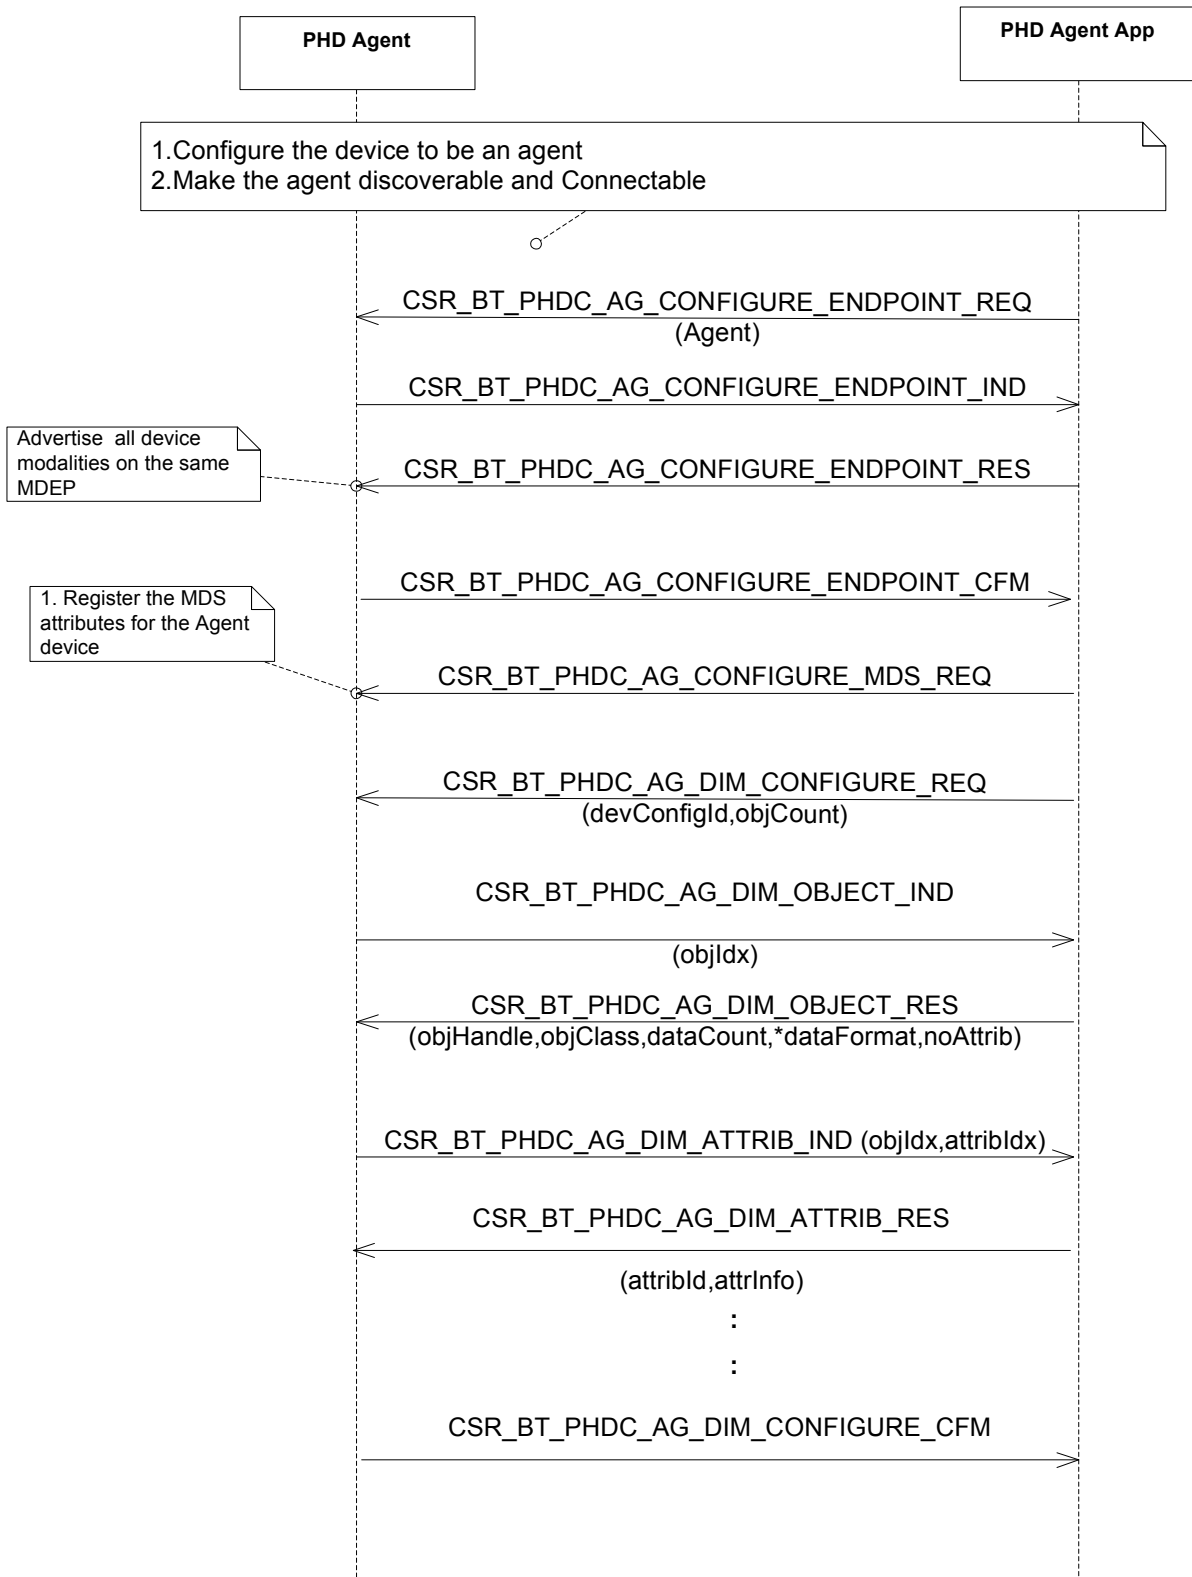 PHD Agent
PHD Agent App
1.Configure the device to be an agent
2.Make the agent discoverable and Connectable
CSR_BT_PHDC_AG_CONFIGURE_ENDPOINT_REQ
(Agent)
CSR_BT_PHDC_AG_CONFIGURE_ENDPOINT_IND
Advertise all device
modalities on the same
MDEP
CSR_BT_PHDC_AG_CONFIGURE_ENDPOINT_RES
CSR_BT_PHDC_AG_CONFIGURE_ENDPOINT_CFM
1. Register the MDS
attributes for the Agent
device
CSR_BT_PHDC_AG_CONFIGURE_MDS_REQ
CSR_BT_PHDC_AG_DIM_CONFIGURE_REQ
(devConfigId,objCount)
CSR_BT_PHDC_AG_DIM_OBJECT_IND
(objIdx)
CSR_BT_PHDC_AG_DIM_OBJECT_RES
(objHandle,objClass,dataCount,*dataFormat,noAttrib)
CSR_BT_PHDC_AG_DIM_ATTRIB_IND (objIdx,attribIdx)
CSR_BT_PHDC_AG_DIM_ATTRIB_RES
(attribId,attrInfo)
:
:
CSR_BT_PHDC_AG_DIM_CONFIGURE_CFM